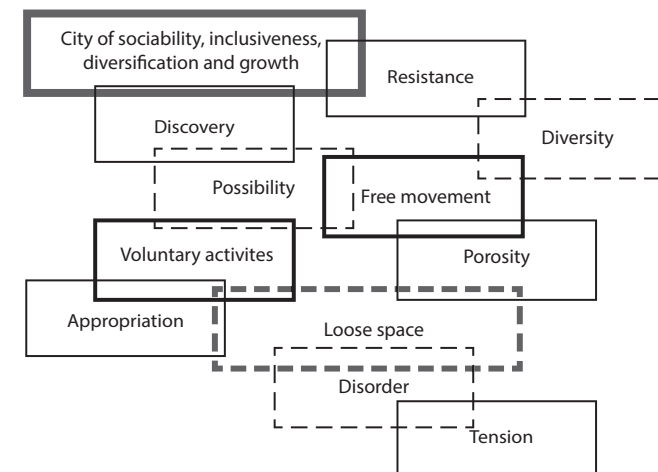 City of sociability, inclusiveness,
diversification and growth
Resistance
Discovery
Diversity
Possibility
Free movement
Voluntary activites
Porosity
Appropriation
Loose space
Disorder
Tension